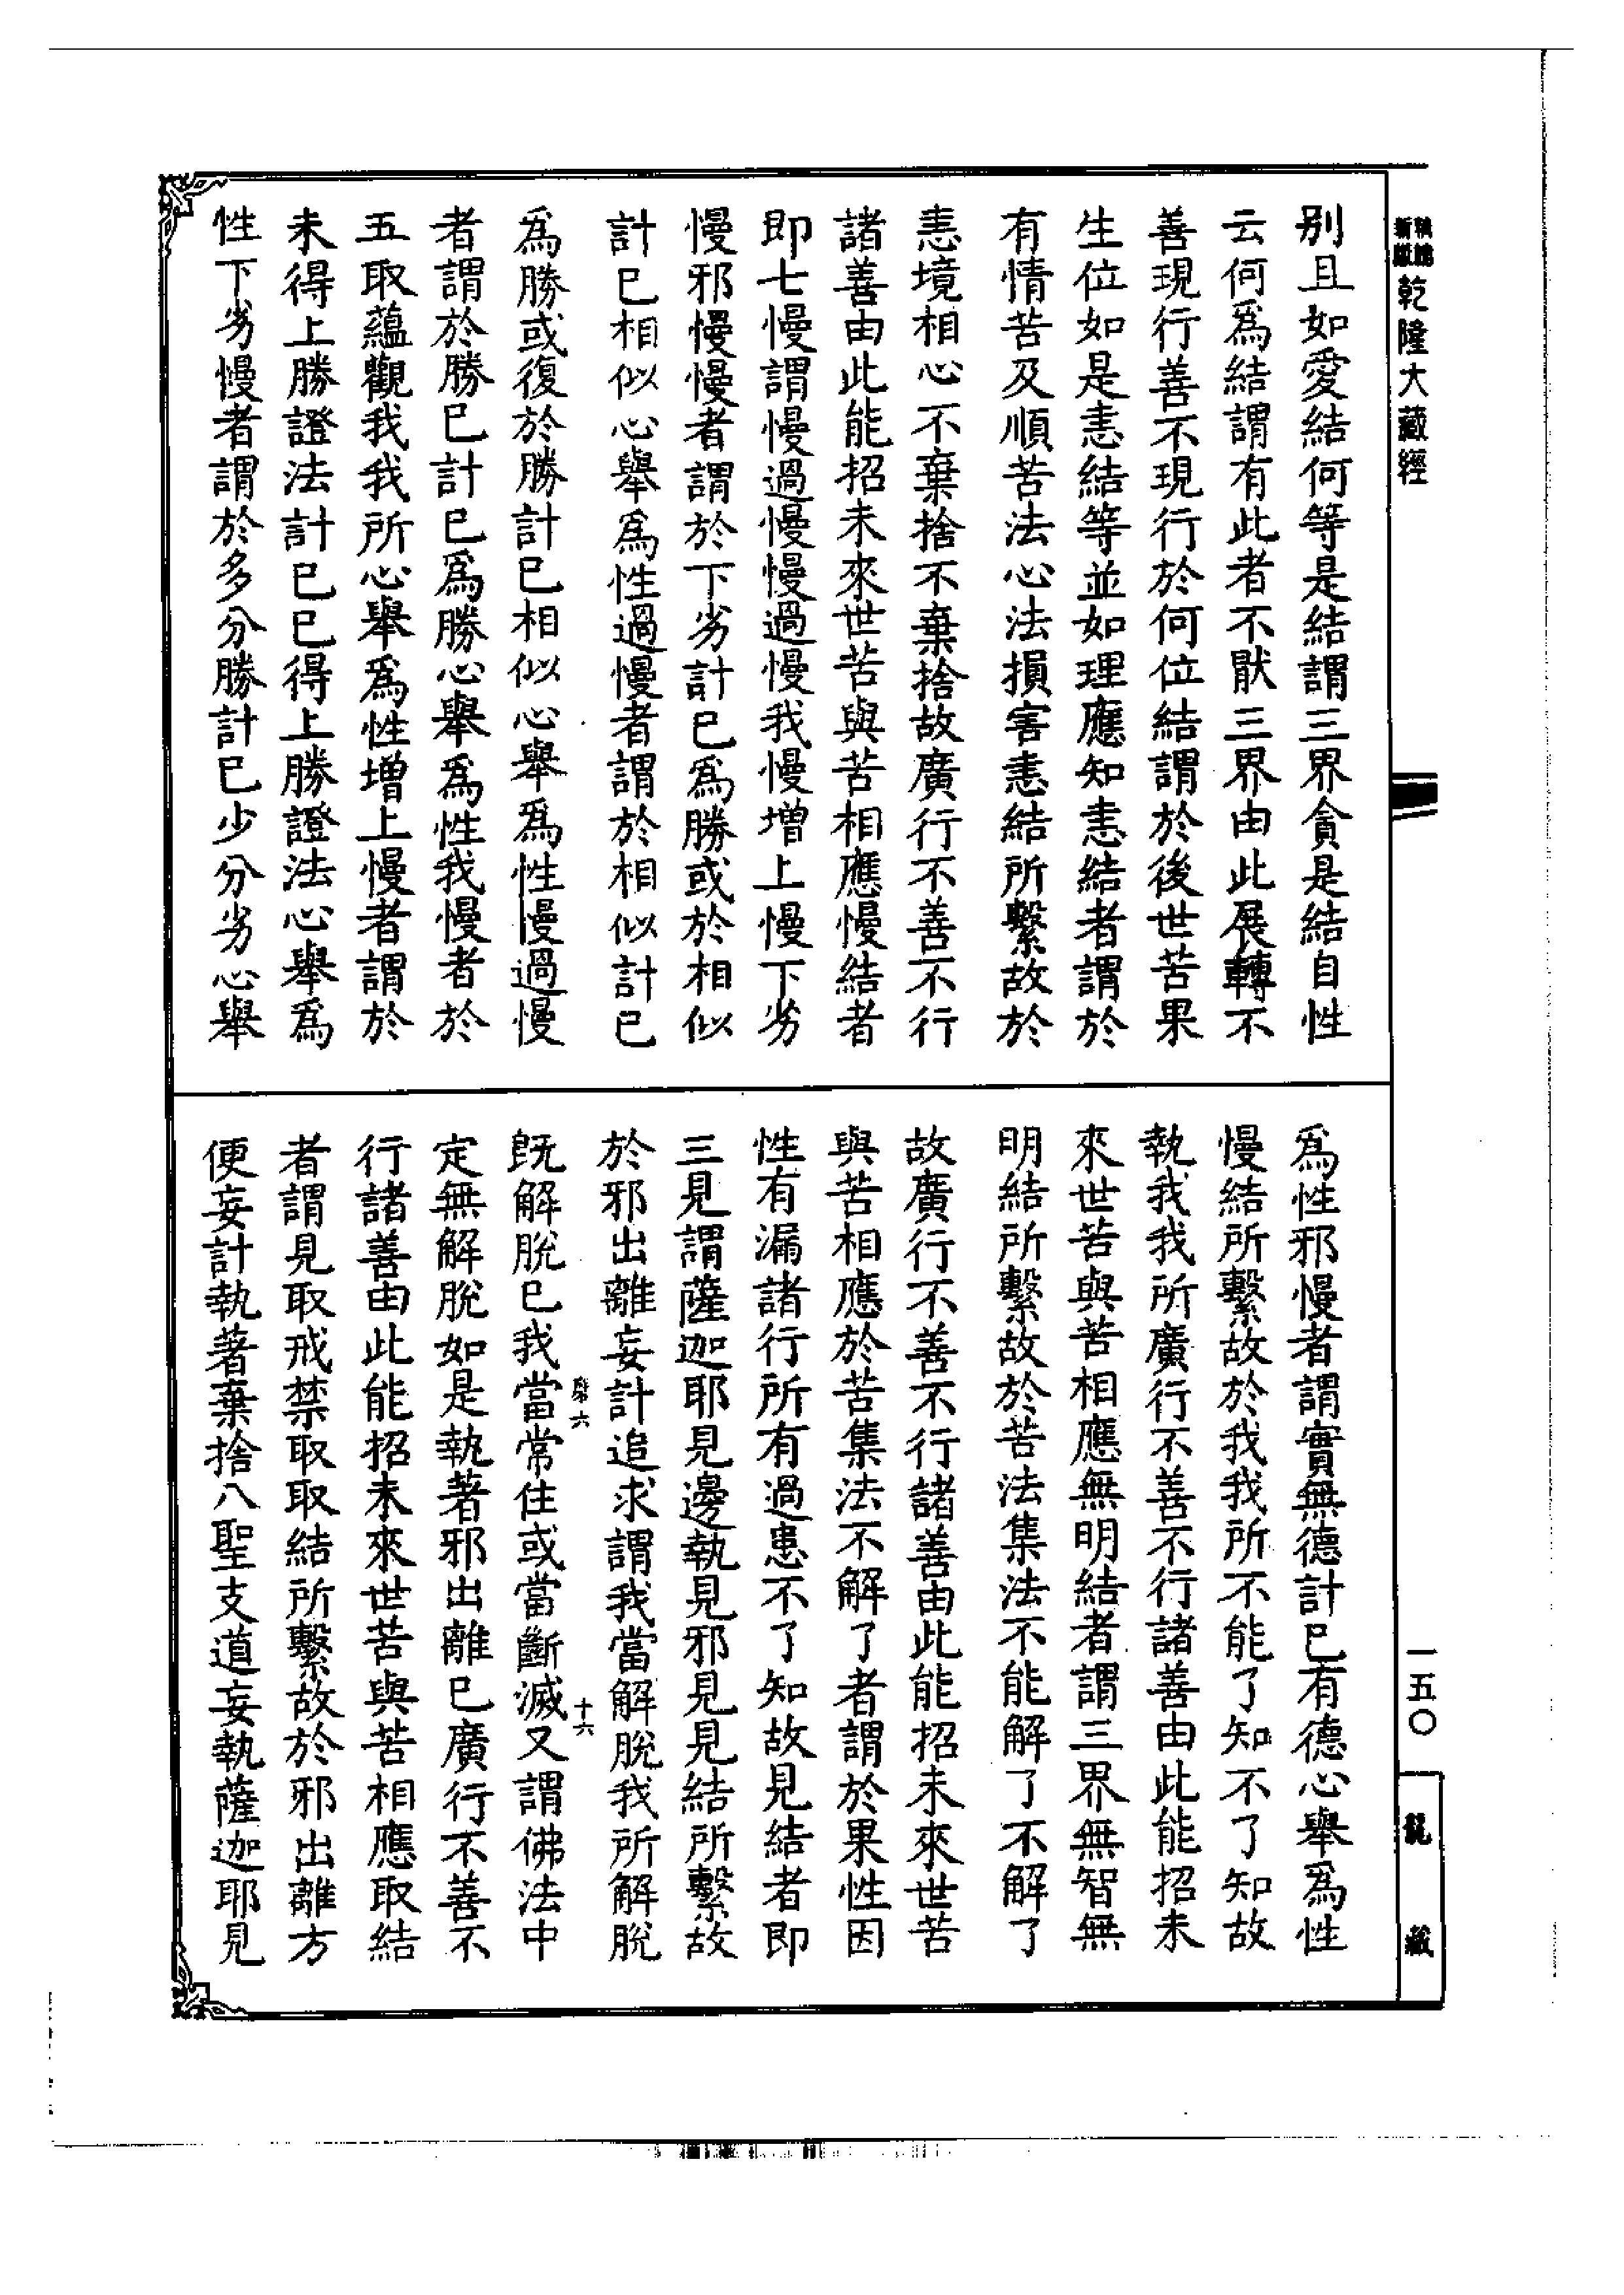 乾隆大藏經
别且如愛結何等是結謂三界貪是結自性
云何爲結謂有此者不猒三界由此展轉不
善現行善不現行於何位結謂於後世苦果
生位如是恚結等並如理應知恚結者謂於
有情苦及順苦法心法損害恚結所繫故於
恚境相心不棄捨不棄捨故廣行不善不行
諸善由此能招未來世苦與苦相應慢結者
即七慢謂慢過慢慢過慢我慢增上慢下劣
慢邪慢慢者謂於下劣計已爲勝或於相似
計已相似心舉爲性過慢者謂於相似計已
爲勝或復於勝計已相似心舉爲性慢過慢
者謂於勝已計已爲勝心舉爲性我慢者於
五取蘊觀我我所心舉爲性增上慢者謂於
未得上勝證法計已已得上勝證法心舉爲
性下劣慢者謂於多分勝計已少分劣心舉
爲性邪慢者謂實無德計已有德心舉爲性
慢結所繫故於我我所不能了知不了知故
執我我所廣行不善不行諸善由此能招未
來世苦與苦相應無明結者謂三界無智無
明結所繫故於苦法集法不能解了不解了
故廣行不善不行諸善由此能招未來世苦
與苦相應於苦集法不解了者謂於果性因
性有漏諸行所有過患不了知故見結者即
三見謂薩迦耶見邊執見邪見見結所繫故
於邪出離妄計追求謂我當解脫我所解脫
六 十六
既解脫已我當常住或當斷滅又謂佛法中
定無解脫如是執著邪出離已廣行不善不
行諸善由此能招未來世苦與苦相應取結
者謂見取戒禁取取結所繫故於邪出離方
便妄計執著棄捨八聖支道妄執薩迦耶見
一五〇
龍藏